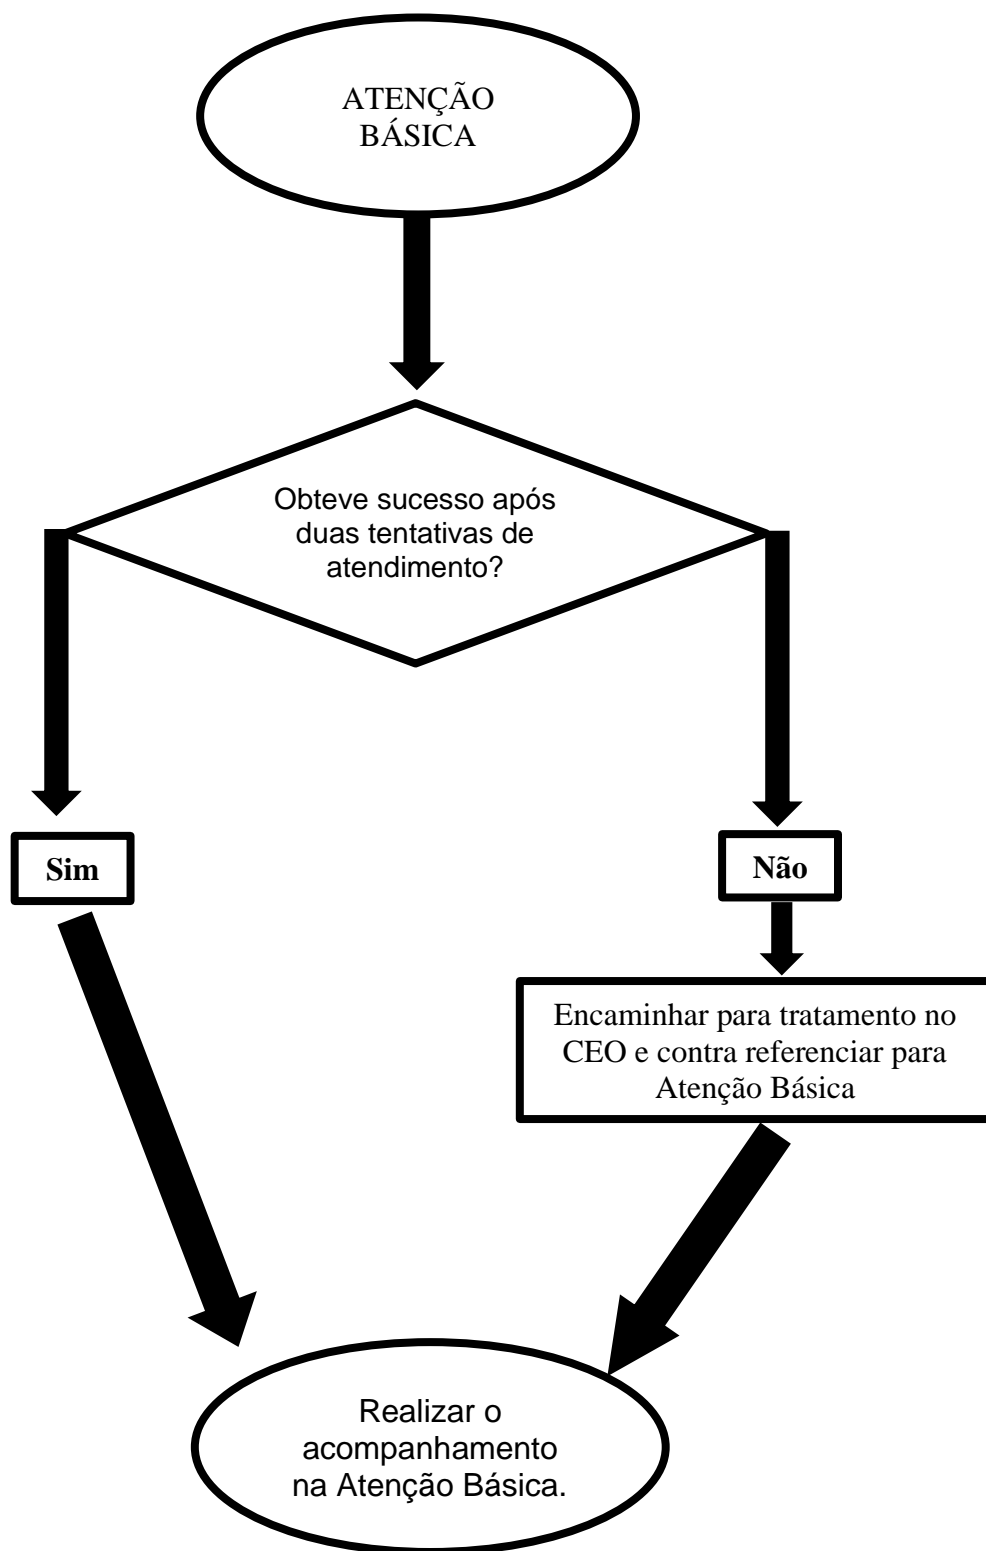 ATENÇÃO
BÁSICA
Obteve sucesso após
duas tentativas de
atendimento?
Sim
Não
Encaminhar para tratamento no
CEO e contra referenciar para
Atenção Básica
Realizar o
acompanhamento
na Atenção Básica.